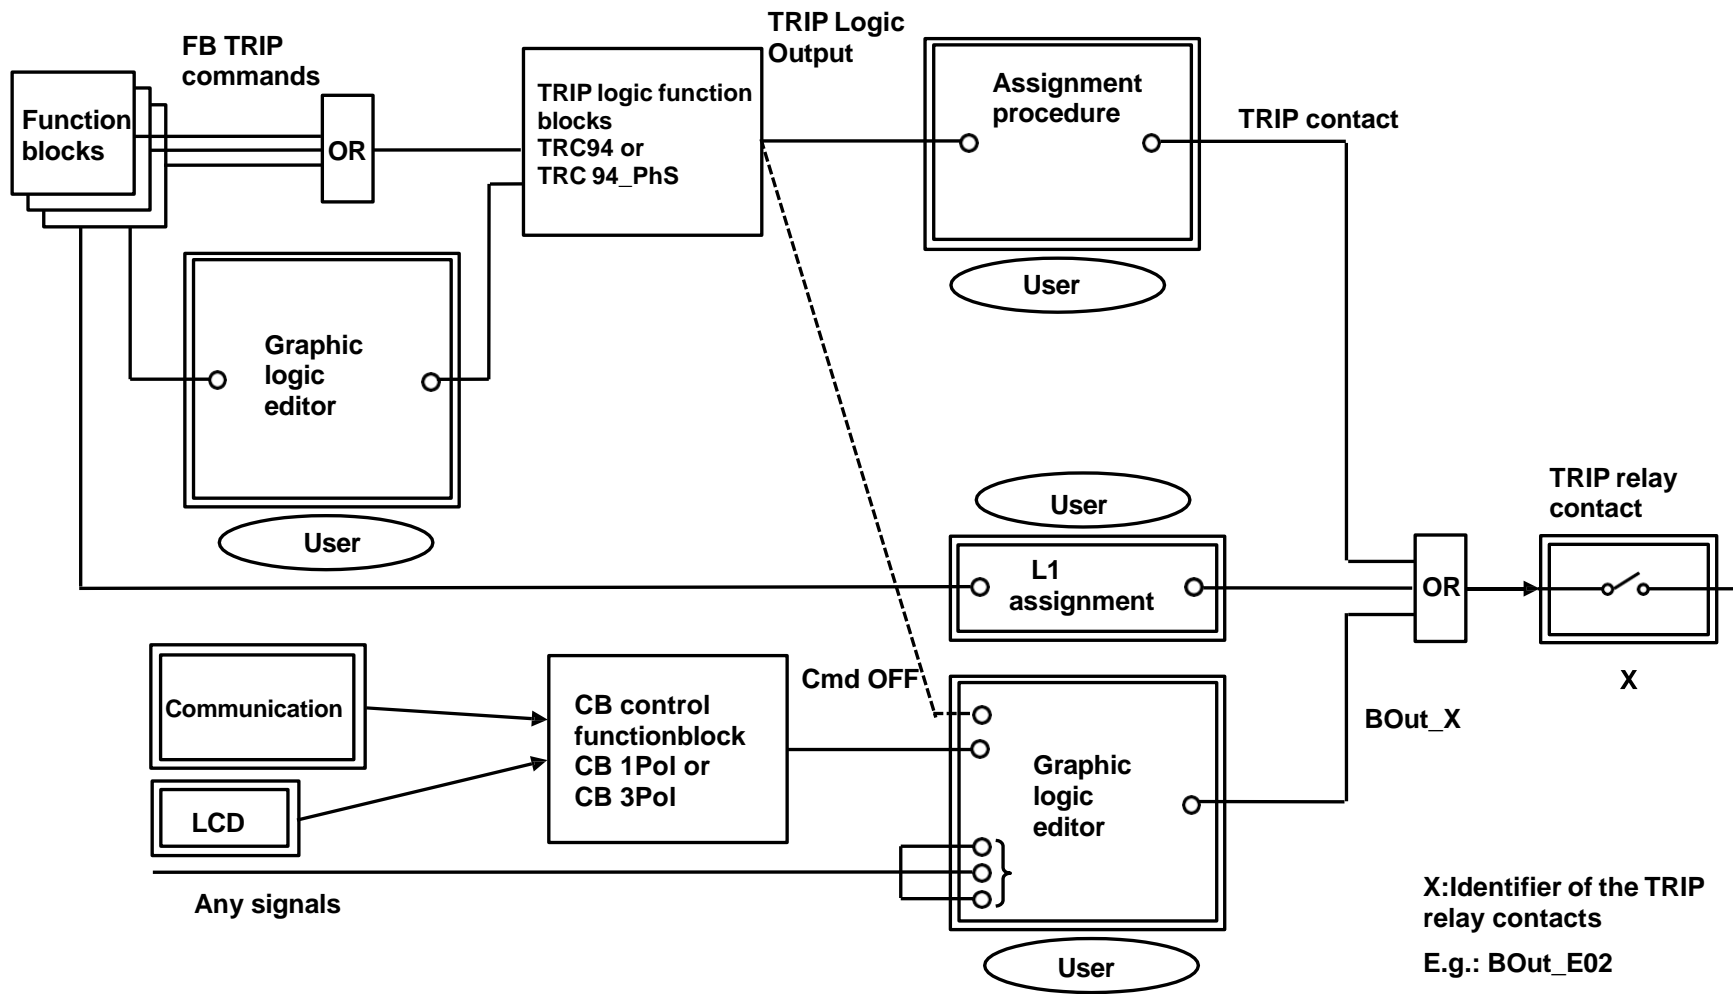 TRIP Logic
Output
FB TRIP
commands
Function
blocks
OR
TRIP logic function
blocks
TRC94 or
TRC 94_PhS
Assignment
procedure
TRIP contact
User
Graphic
logic
editor
User
User
L1
assignment
OR
TRIP relay
contact
X
Communication
LCD
CB control
functionblock
CB 1Pol or
CB 3Pol
Cmd OFF
Graphic
logic
editor
BOut_X
Any signals
User
X:Identifier of the TRIP
relay contacts
E.g.: BOut_E02